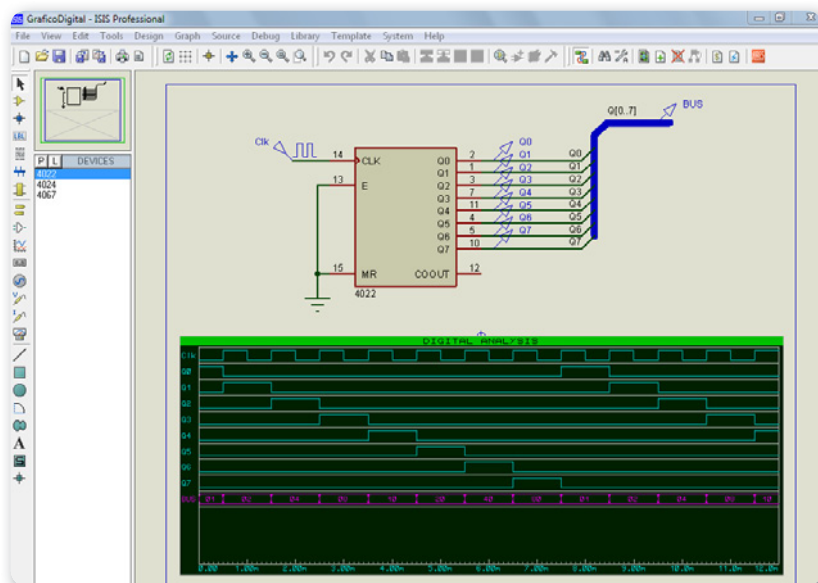 GraficoDigital - ISIS Professional
File View Edit Tools Design Graph Source Debug Library Template System Help
P L DEVICES
4022
4024
4067
Q[0..7]
BUS
Clk
14 CLK
13 E
15 MR
COOUT 12
4022
Q0 2 Q0 Q0
Q1 1 Q1 Q1
Q2 3 Q2 Q2
Q3 7 Q3 Q3
Q4 11 Q4 Q4
Q5 4 Q5 Q5
Q6 5 Q6 Q6
Q7 10 Q7 Q7
DIGITAL ANALYSIS
Clk
Q0
Q1
Q2
Q3
Q4
Q5
Q6
Q7
BUS 01 02 04 08 10 20 40 80 01 02 04 08 10
0.00 1.00m 2.00m 3.00m 4.00m 5.00m 6.00m 7.00m 8.00m 9.00m 10.0m 11.0m 12.0m